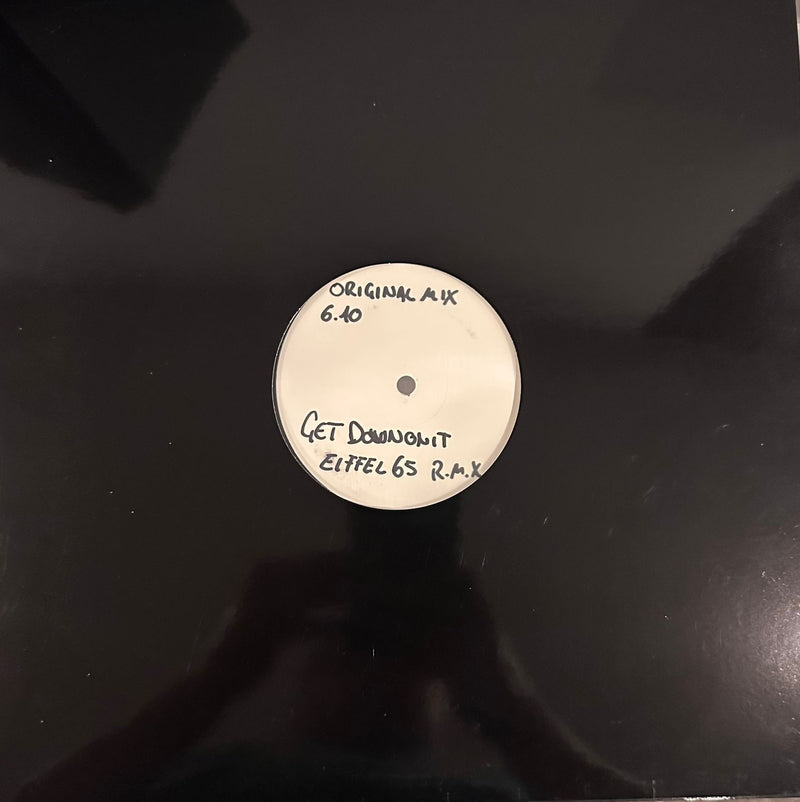 ORIGINAL MIX
6.10
GET DOWNONIT
EIFFEL 65 R.M.X